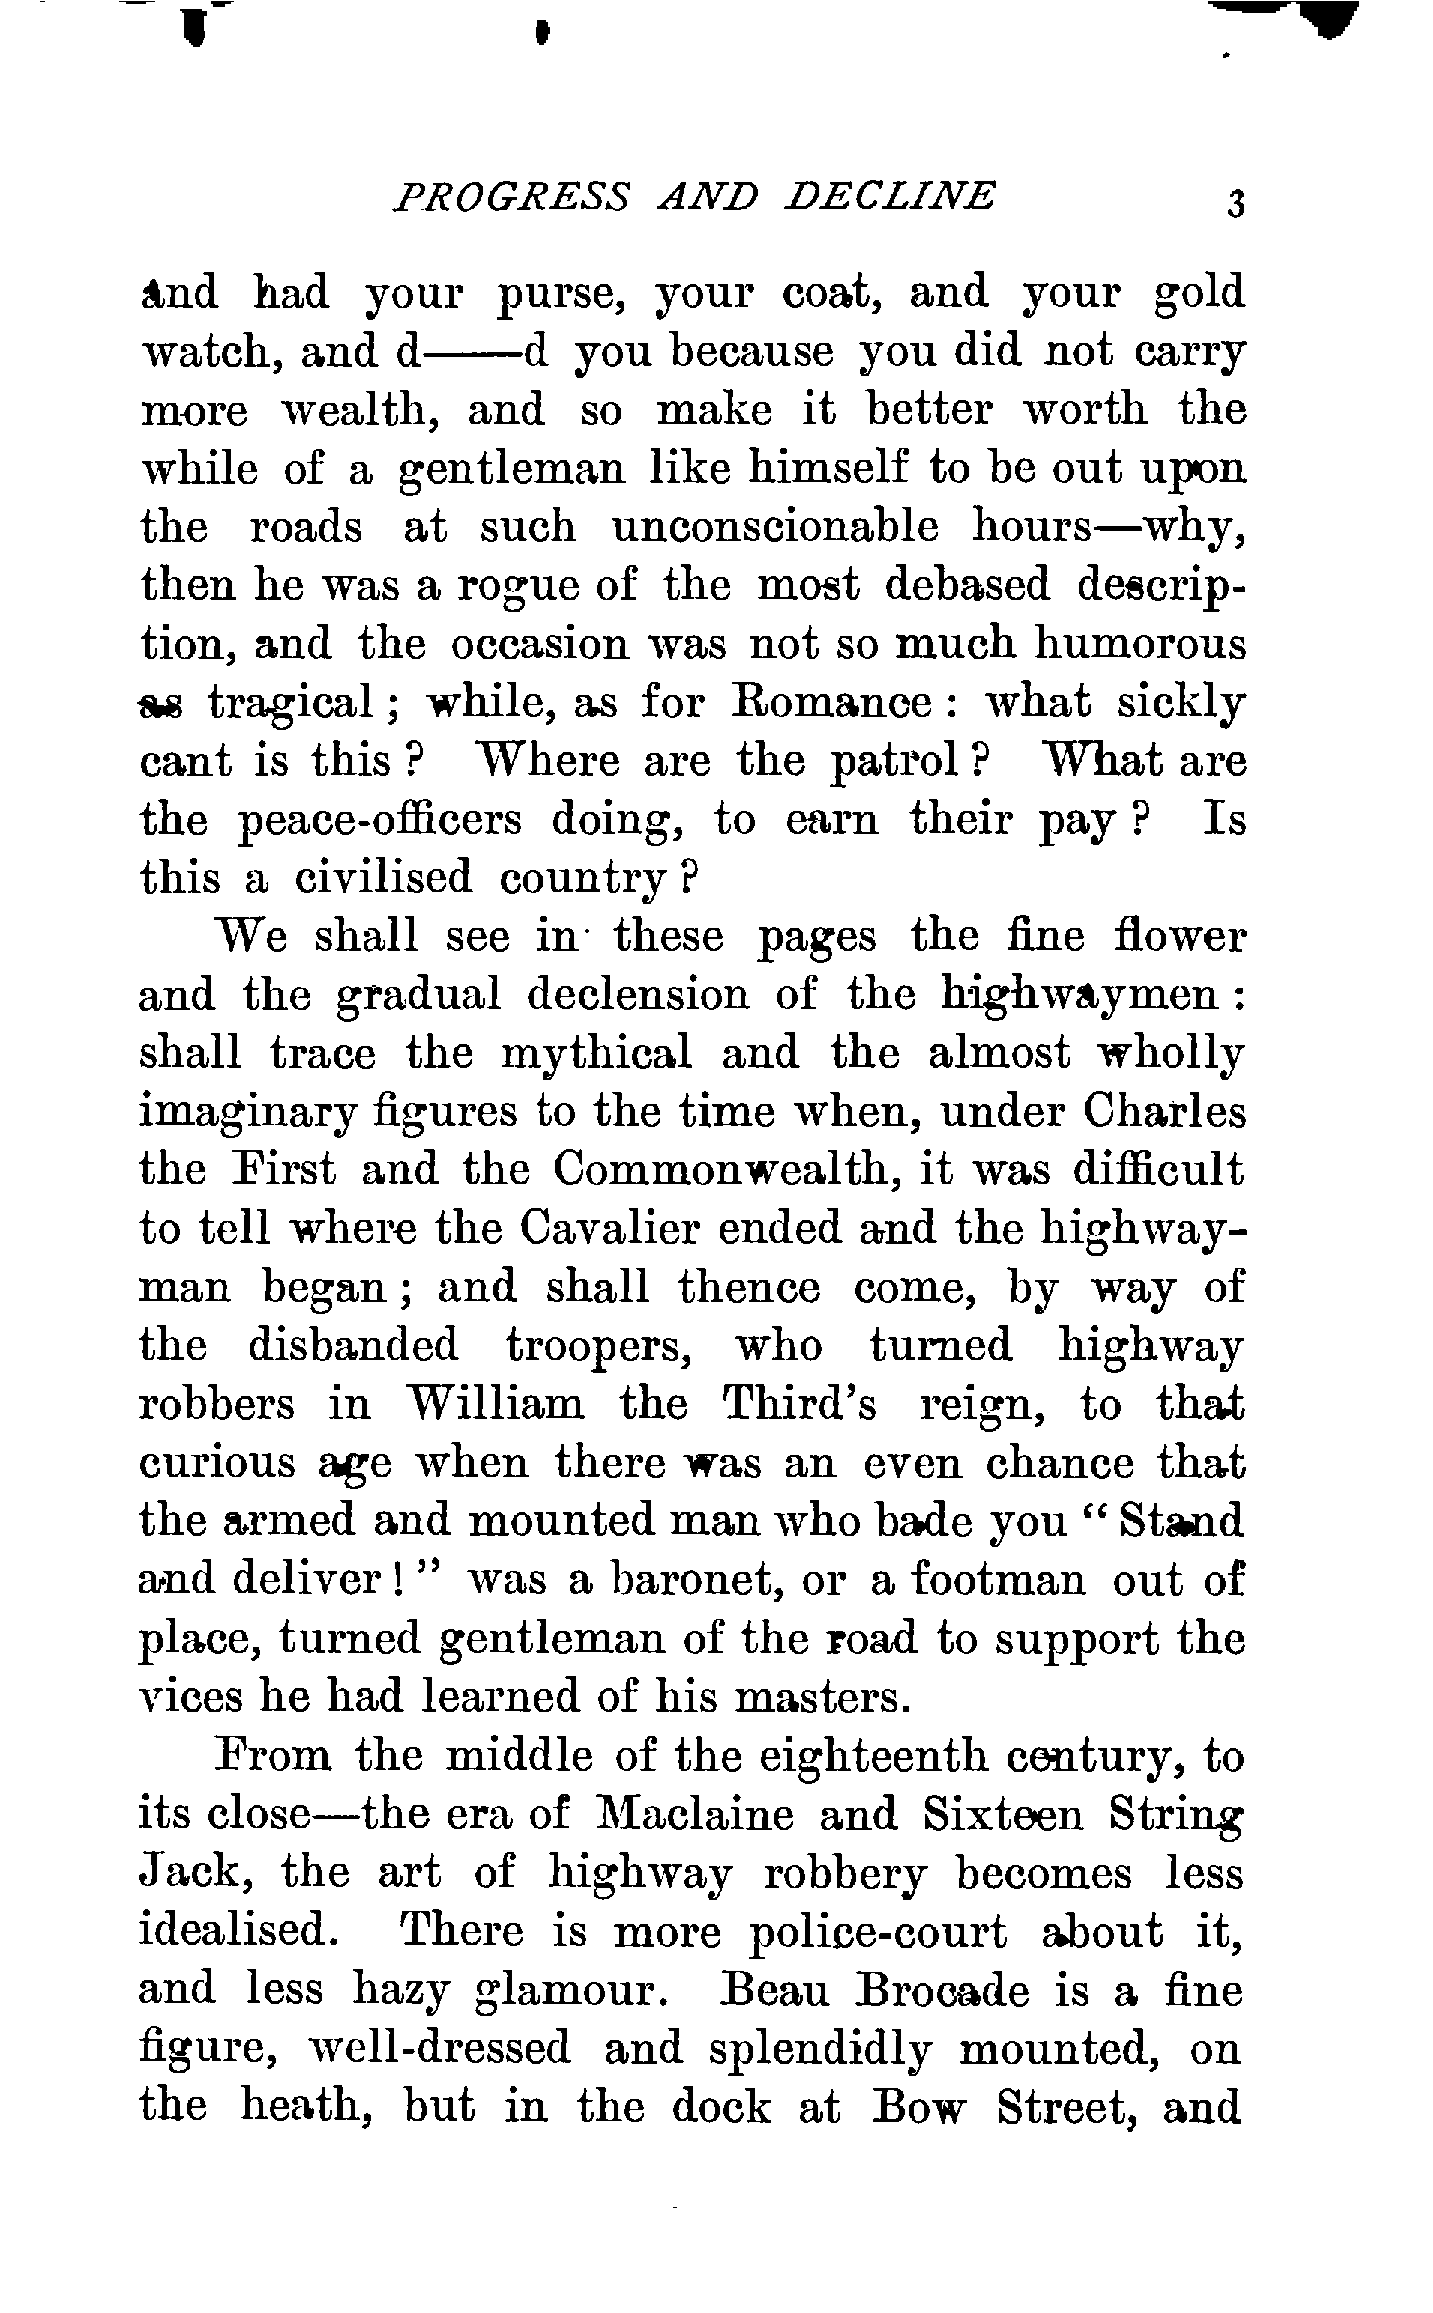 PROGRESS AND DECLINE 3
and had your purse, your coat, and your gold
watch, and d——d you because you did not carry
more wealth, and so make it better worth the
while of a gentleman like himself to be out upon
the roads at such unconscionable hours—why,
then he was a rogue of the most debased descrip-
tion, and the occasion was not so much humorous
as tragical ; while, as for Romance : what sickly
cant is this ? Where are the patrol ? What are
the peace-officers doing, to earn their pay ? Is
this a civilised country ?
We shall see in these pages the fine flower
and the gradual declension of the highwaymen :
shall trace the mythical and the almost wholly
imaginary figures to the time when, under Charles
the First and the Commonwealth, it was difficult
to tell where the Cavalier ended and the highway-
man began ; and shall thence come, by way of
the disbanded troopers, who turned highway
robbers in William the Third's reign, to that
curious age when there was an even chance that
the armed and mounted man who bade you “ Stand
and deliver ! ” was a baronet, or a footman out of
place, turned gentleman of the road to support the
vices he had learned of his masters.
From the middle of the eighteenth century, to
its close—the era of Maclaine and Sixteen String
Jack, the art of highway robbery becomes less
idealised. There is more police-court about it,
and less hazy glamour. Beau Brocade is a fine
figure, well-dressed and splendidly mounted, on
the heath, but in the dock at Bow Street, and